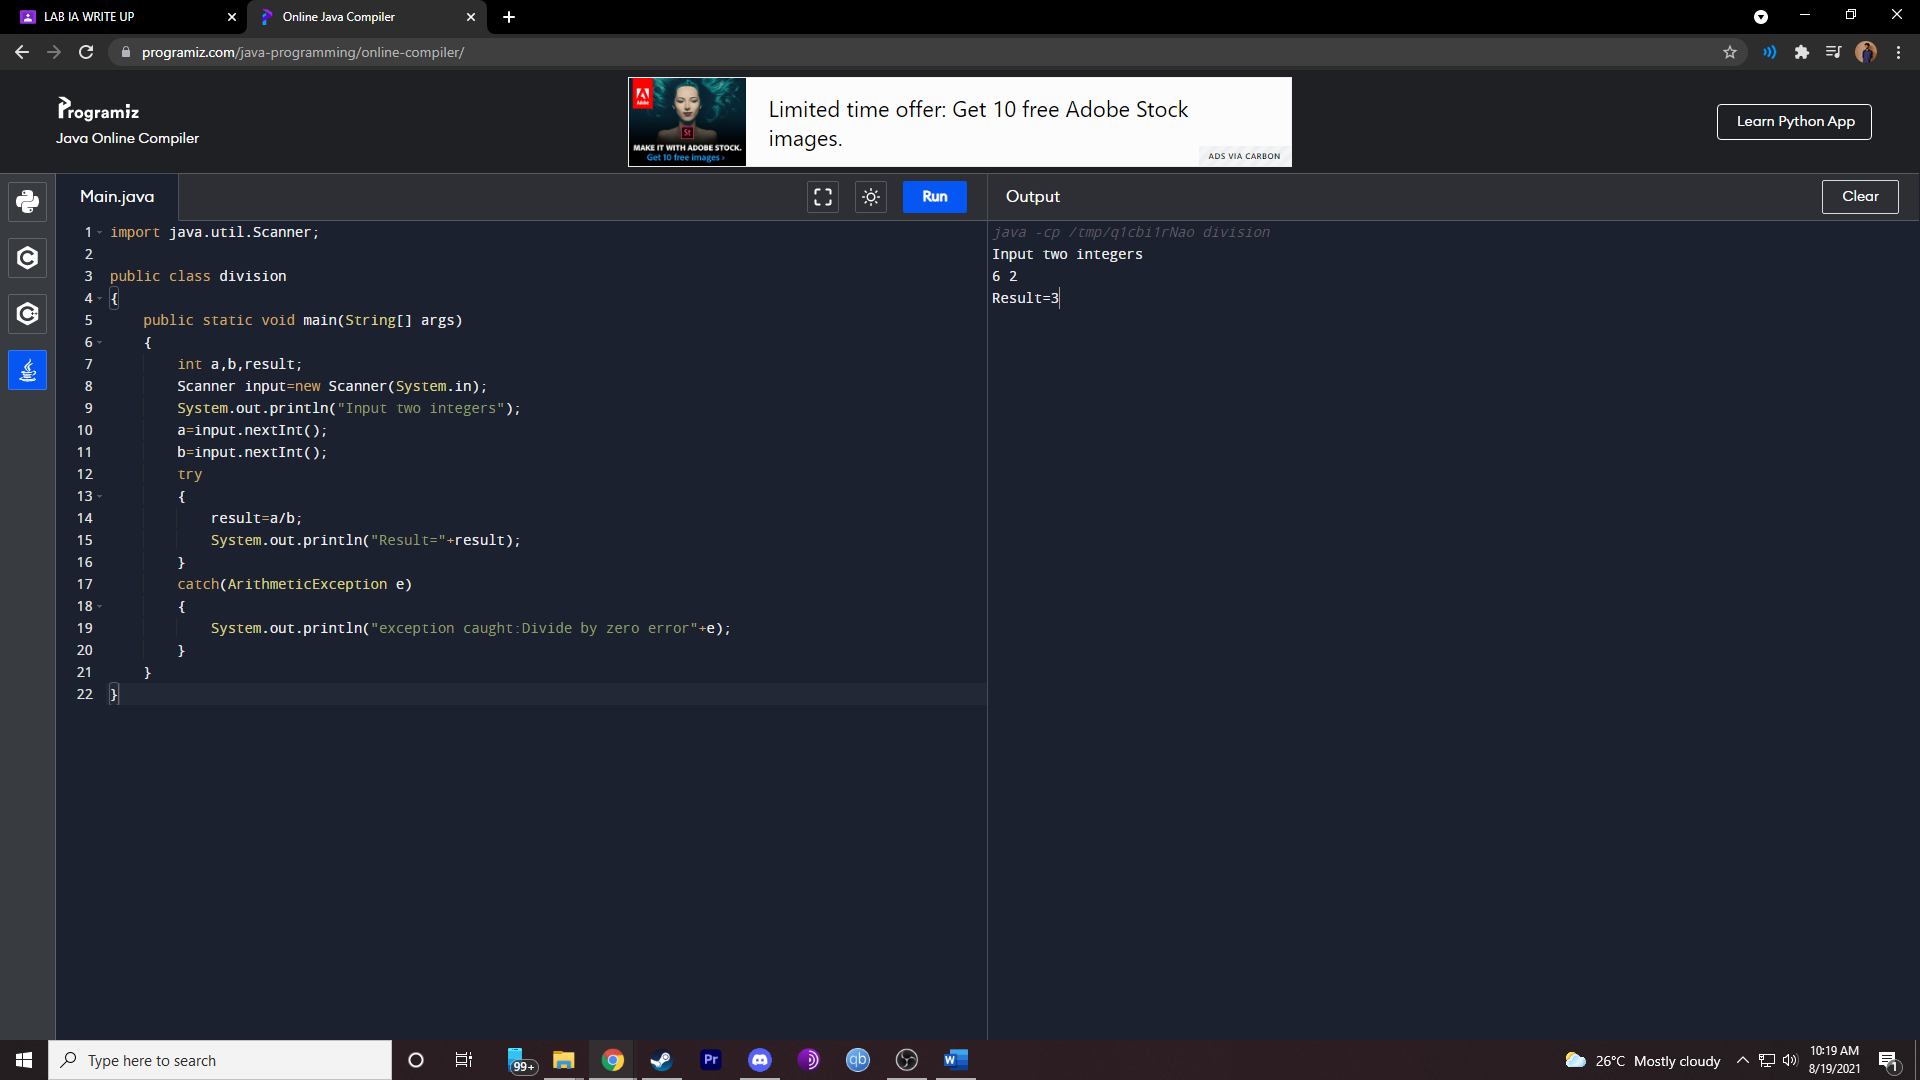 LAB IA WRITE UP
Online Java Compiler
programiz.com/java-programming/online-compiler/
Programiz
Java Online Compiler
Adobe
St
MAKE IT WITH ADOBE STOCK.
Get 10 free images ›
Limited time offer: Get 10 free Adobe Stock
images.
ADS VIA CARBON
Learn Python App
Main.java
Run
Output
Clear
1 import java.util.Scanner;
2
3 public class division
4 {
5 public static void main(String[] args)
6 {
7 int a,b,result;
8 Scanner input=new Scanner(System.in);
9 System.out.println("Input two integers");
10 a=input.nextInt();
11 b=input.nextInt();
12 try
13 {
14 result=a/b;
15 System.out.println("Result="+result);
16 }
17 catch(ArithmeticException e)
18 {
19 System.out.println("exception caught:Divide by zero error"+e);
20 }
21 }
22 }
java -cp /tmp/q1cbi1rNao division
Input two integers
6 2
Result=3
Type here to search
99+
Pr
qb
W
26°C Mostly cloudy
10:19 AM
8/19/2021
1